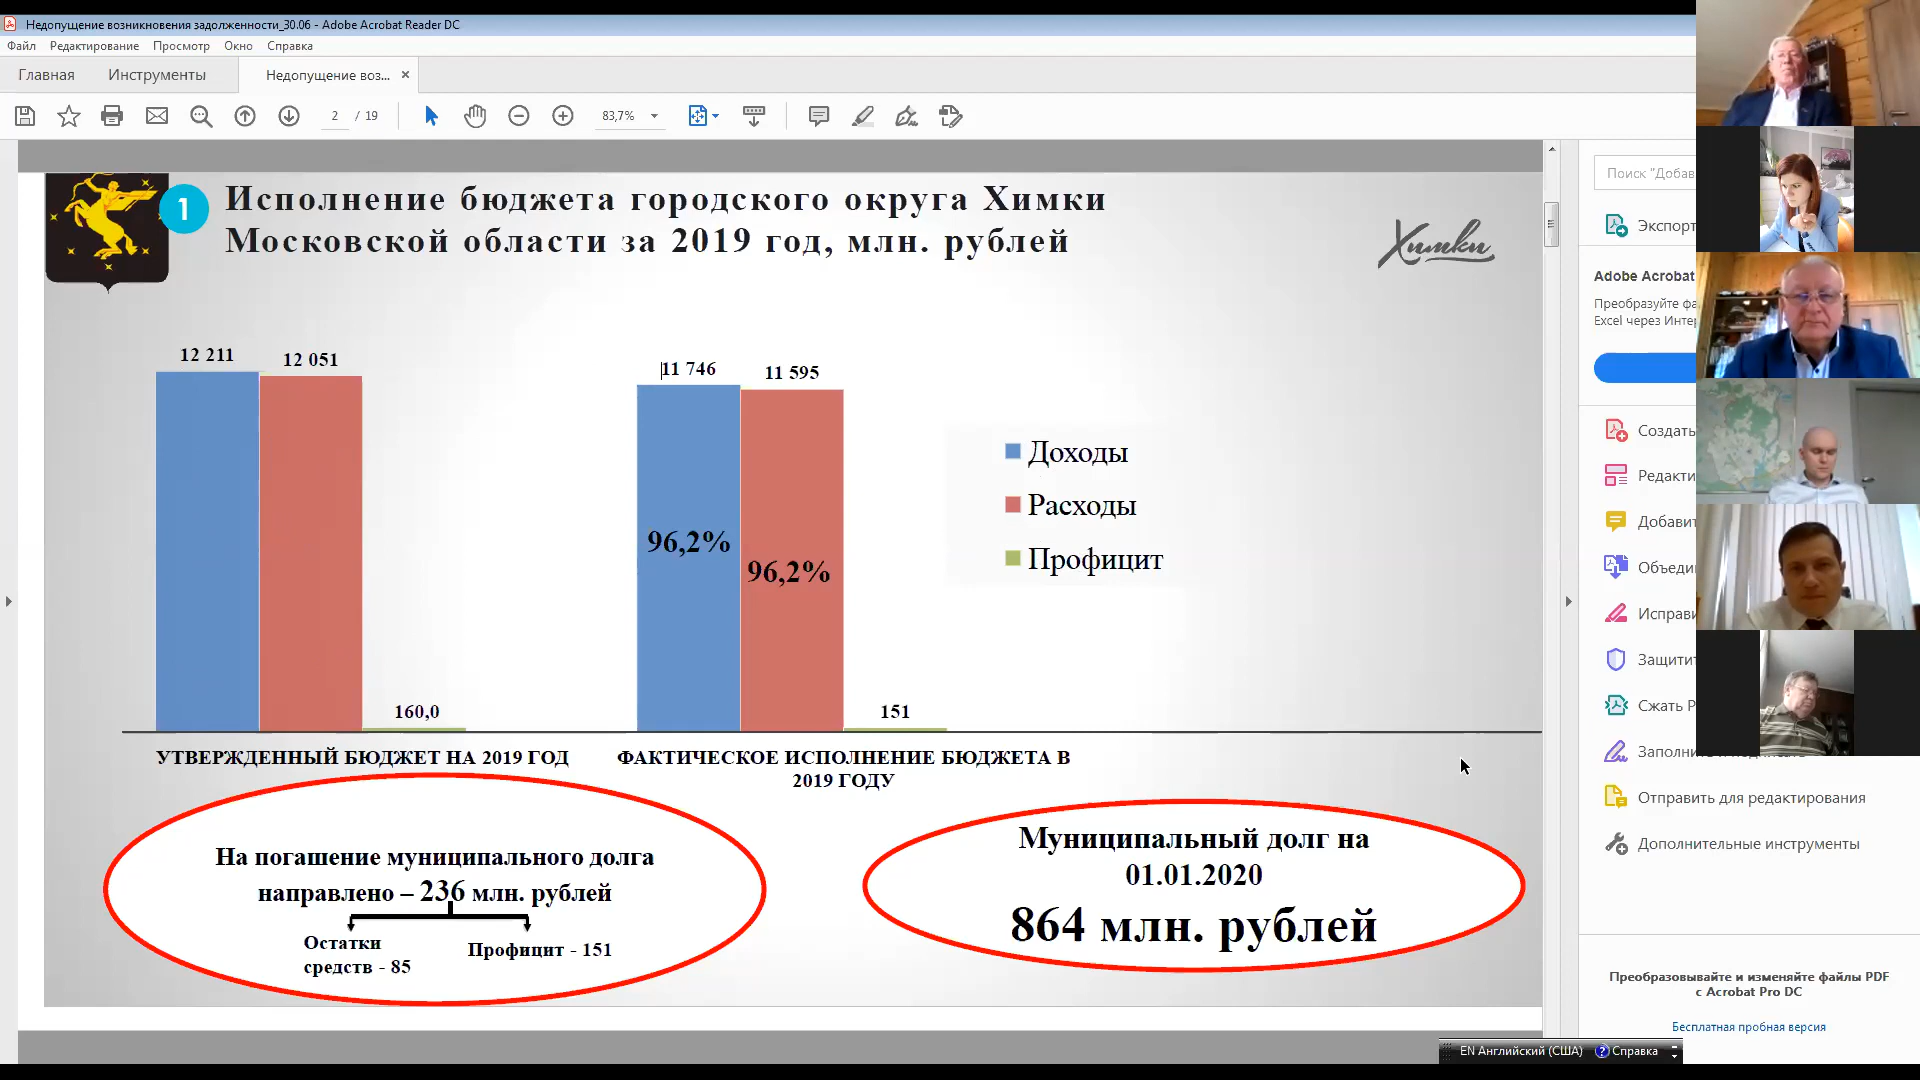 Недопущение возникновения задолженности_30.06 - Adobe Acrobat Reader DC
Файл Редактирование Просмотр Окно Справка
Главная Инструменты Недопущение воз... ×
2 / 19 83,7%
1
Исполнение бюджета городского округа Химки
Московской области за 2019 год, млн. рублей
Химки
12 211
12 051
11 746
11 595
96,2%
96,2%
160,0
151
Доходы
Расходы
Профицит
УТВЕРЖДЕННЫЙ БЮДЖЕТ НА 2019 ГОД
ФАКТИЧЕСКОЕ ИСПОЛНЕНИЕ БЮДЖЕТА В
2019 ГОДУ
На погашение муниципального долга
направлено – 236 млн. рублей
Остатки
средств - 85
Профицит - 151
Муниципальный долг на
01.01.2020
864 млн. рублей
Поиск "Добав
Экспорт
Adobe Acrobat
Преобразуйте фа
Excel через Инте
Создать
Редакти
Добавит
Объеди
Исправи
Защитит
Сжать P
Заполни
Отправить для редактирования
Дополнительные инструменты
Преобразовывайте и изменяйте файлы PDF
с Acrobat Pro DC
Бесплатная пробная версия
EN Английский (США) Справка